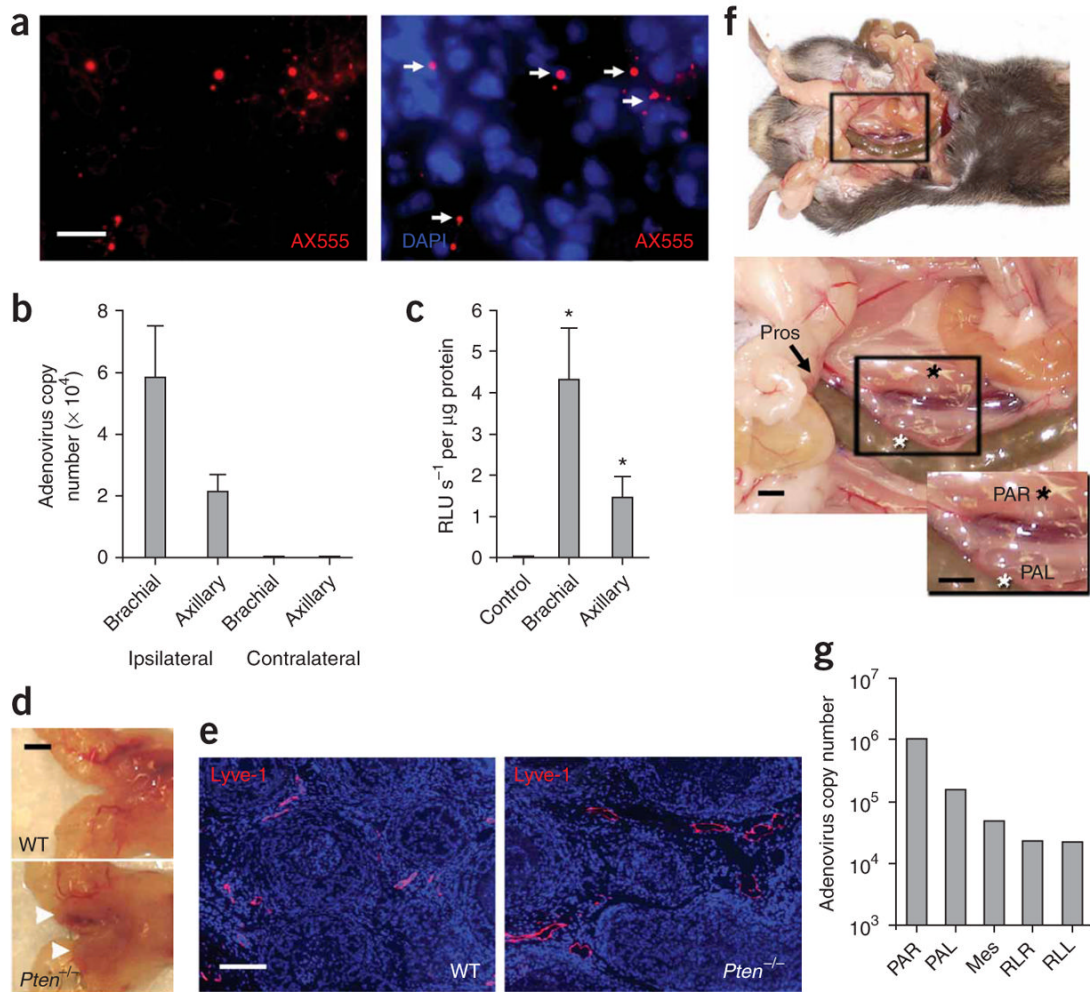 a
AX555
DAPI
AX555
b
Adenovirus copy
number (× 10⁴)
8
6
4
2
0
Brachial
Axillary
Brachial
Axillary
Ipsilateral
Contralateral
c
RLU s⁻¹ per μg protein
6
5
4
3
2
1
0
*
*
Control
Brachial
Axillary
d
WT
Pten⁻/⁻
e
Lyve-1
WT
Lyve-1
Pten⁻/⁻
f
Pros
*
*
PAR *
PAL
*
g
Adenovirus copy number
10⁷
10⁶
10⁵
10⁴
10³
PAR
PAL
Mes
RLR
RLL